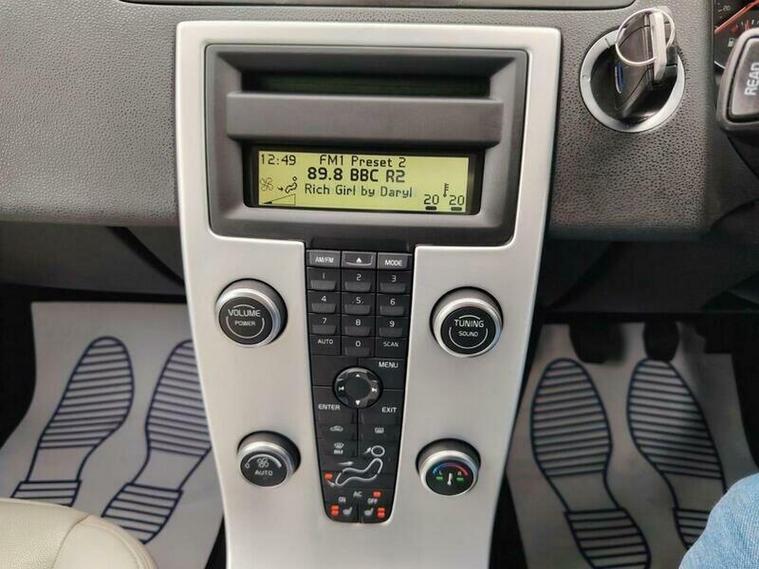 12:49 FM1 Preset 2
89.8 BBC R2
Rich Girl by Daryl
20 20
READ
AM/FM MODE
1 2 3
4 5 6
7 8 9
AUTO 0 SCAN
VOLUME
POWER
TUNING
SOUND
MENU
ENTER EXIT
AUTO
AC
ON OFF